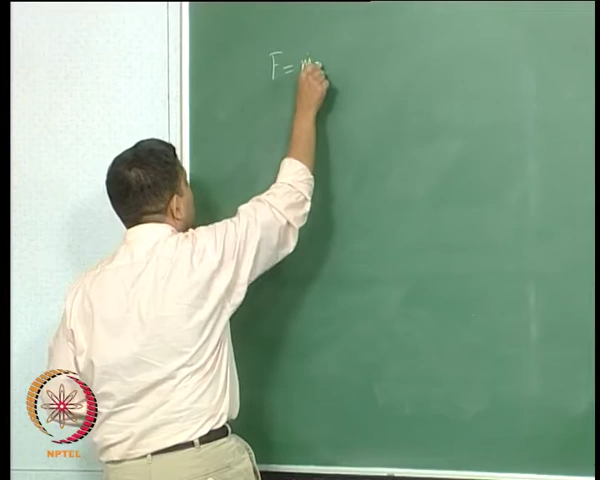 F = ṁ
NPTEL